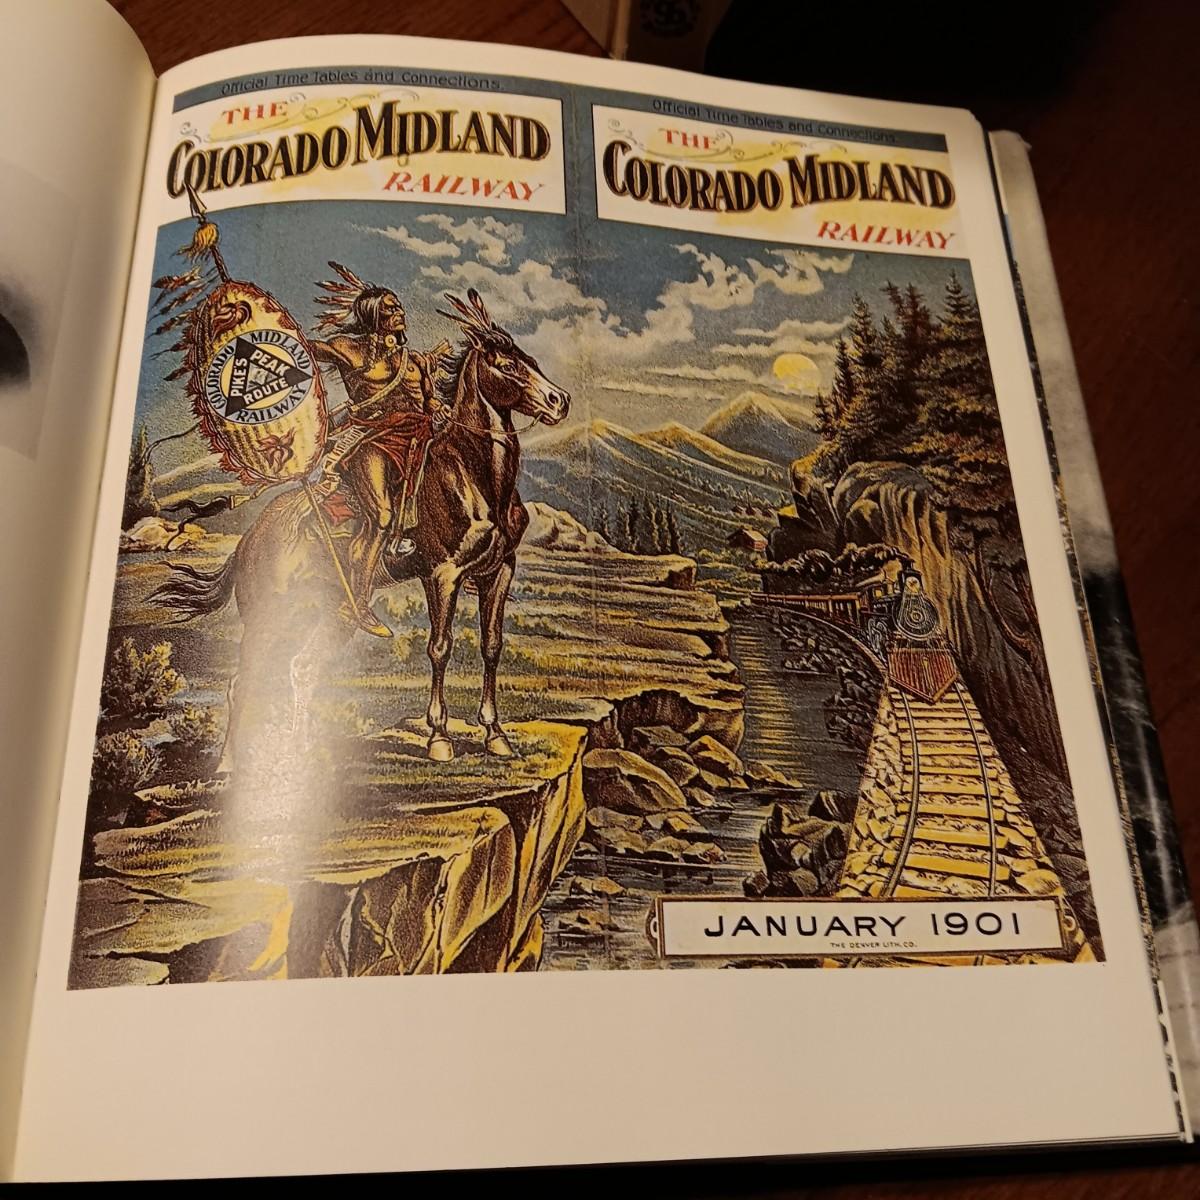 Official Time Tables and Connections.
THE
COLORADO MIDLAND
RAILWAY
Official Time Tables and Connections.
THE
COLORADO MIDLAND
RAILWAY
COLORADO MIDLAND
PIKE'S PEAK
ROUTE
RAILWAY
JANUARY 1901
THE DENVER LITH. CO.